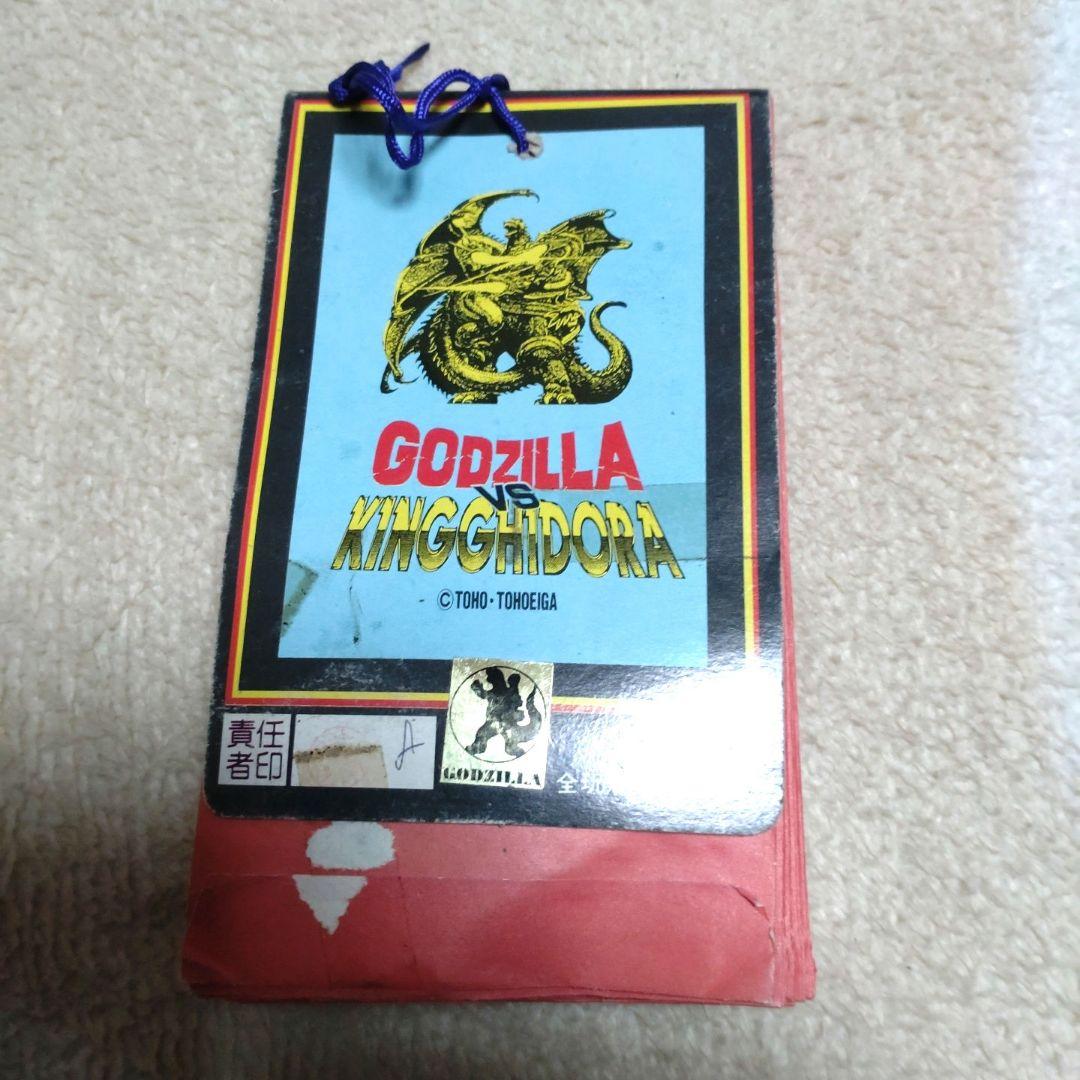 GODZILLA
VS
KINGGHIDORA
©TOHO・TOHOEIGA
責任
者印
A
GODZILLA
全